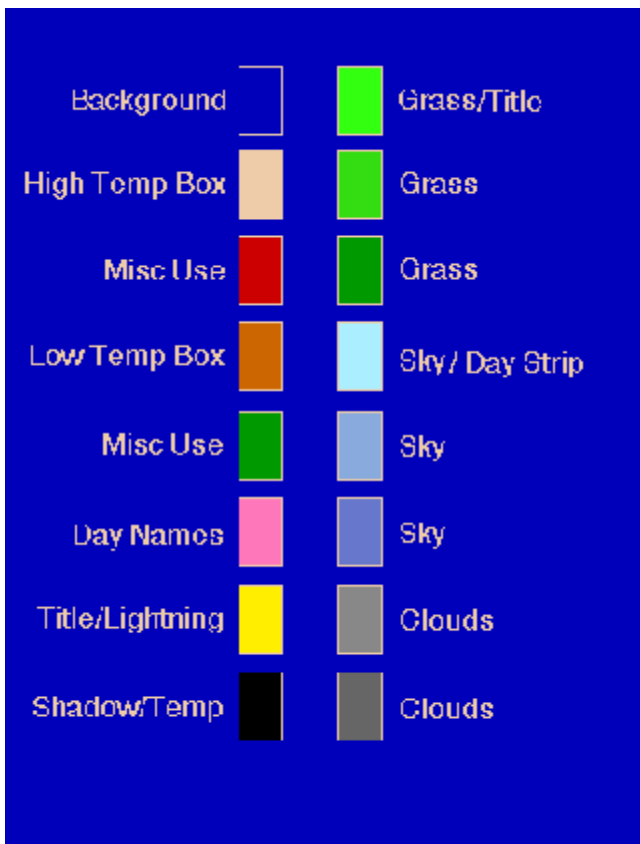 Background
Grass/Title
High Temp Box
Grass
Misc Use
Grass
Low Temp Box
Sky / Day Strip
Misc Use
Sky
Day Names
Sky
Title/Lightning
Clouds
Shadow/Temp
Clouds